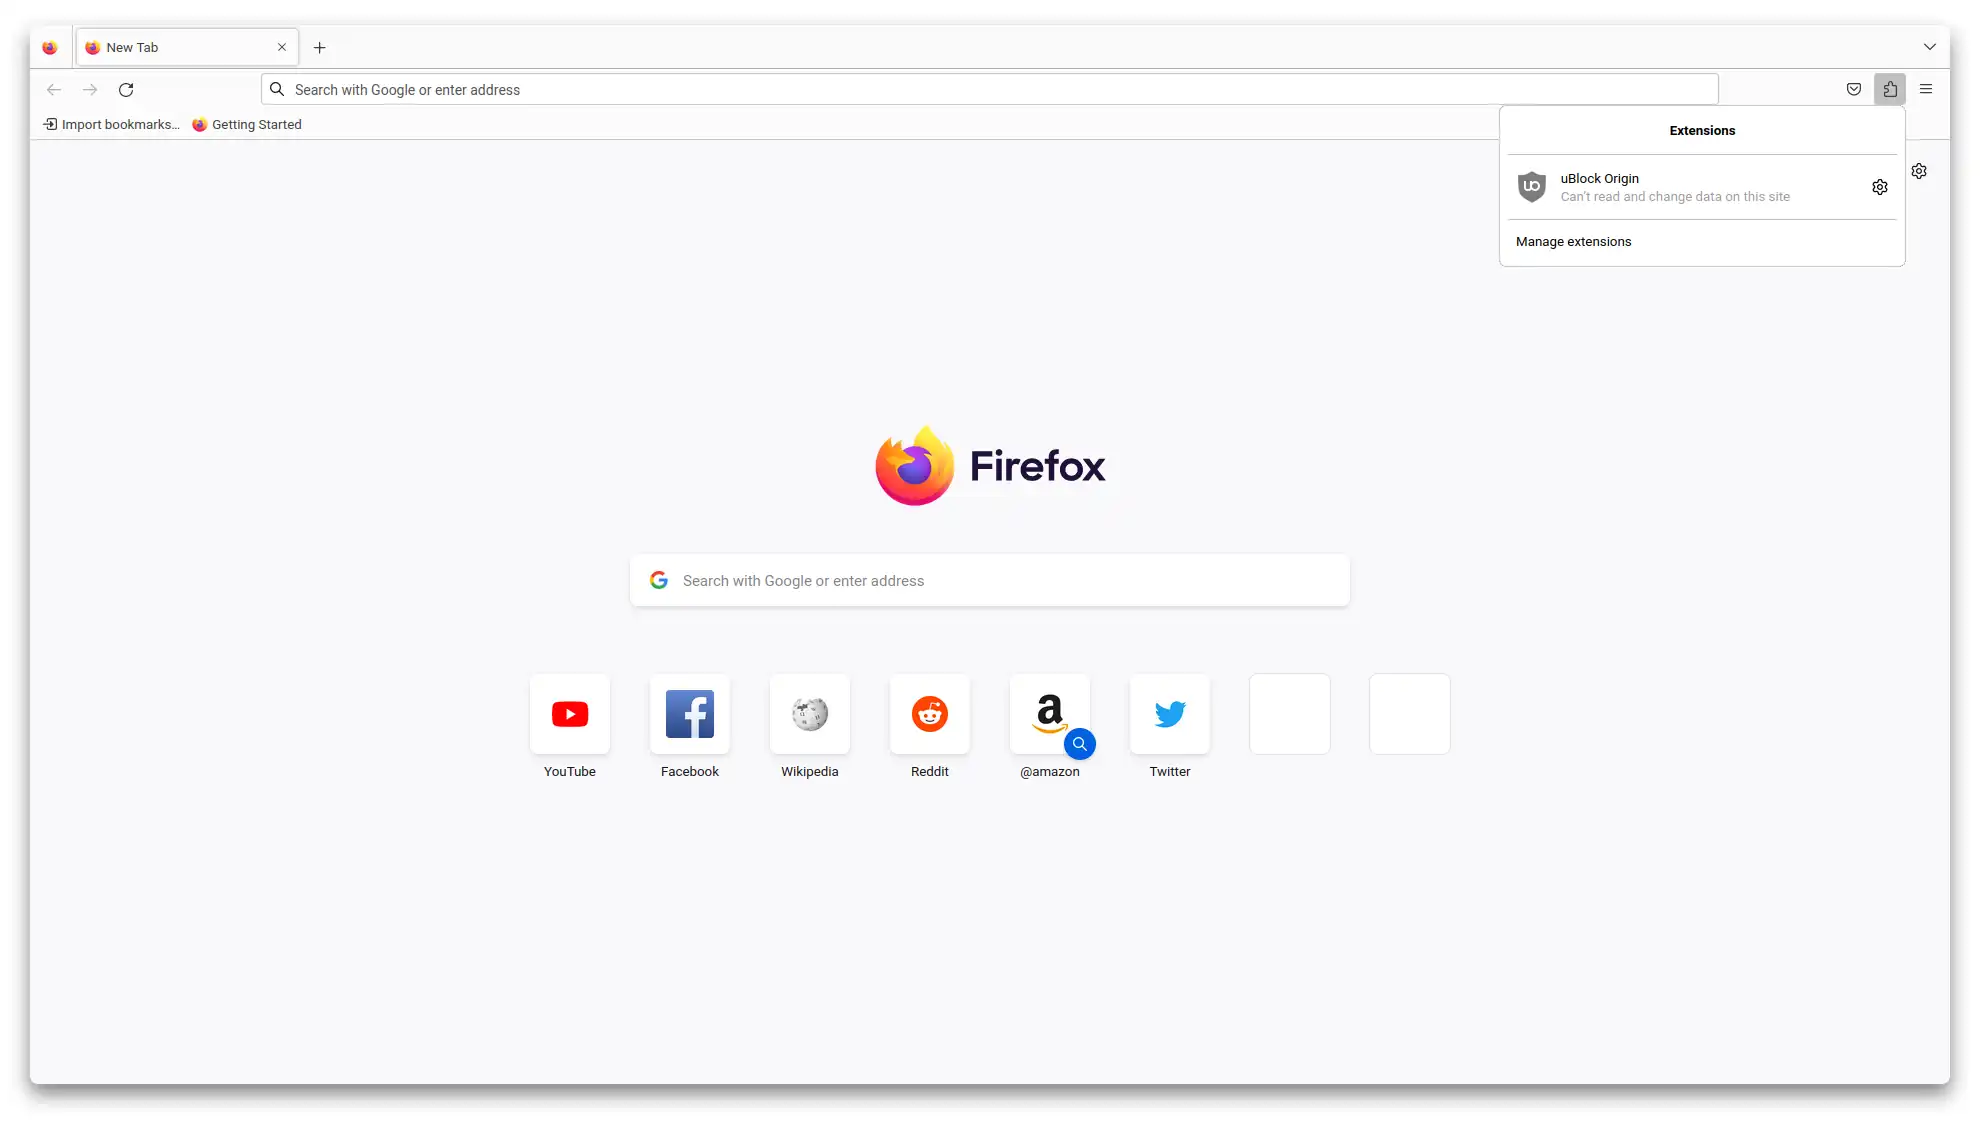 New Tab
Search with Google or enter address
Import bookmarks...
Getting Started
Extensions
uBlock Origin
Can't read and change data on this site
Manage extensions
Firefox
Search with Google or enter address
YouTube
Facebook
Wikipedia
Reddit
@amazon
Twitter